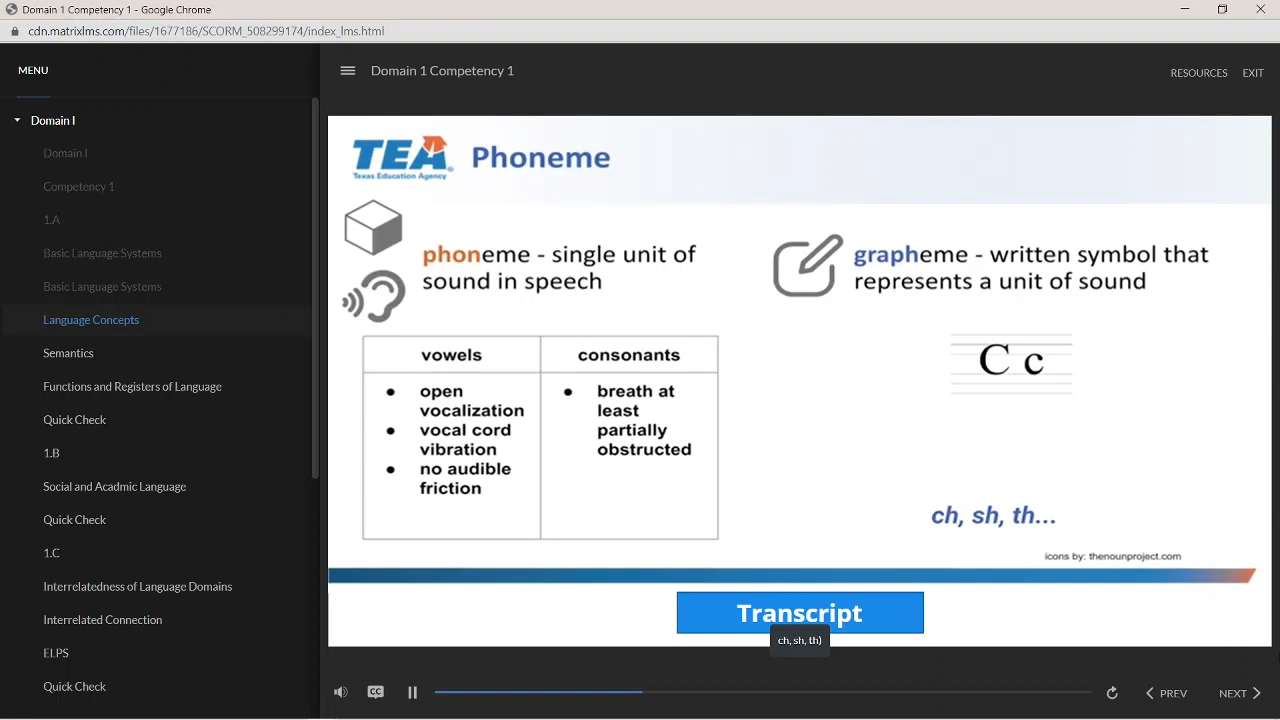 Domain 1 Competency 1 - Google Chrome
cdn.matrixlms.com/files/1677186/SCORM_508299174/index_lms.html
MENU
Domain 1 Competency 1
RESOURCES
EXIT
Domain I
Domain I
Competency 1
1.A
Basic Language Systems
Basic Language Systems
Language Concepts
Semantics
Functions and Registers of Language
Quick Check
1.B
Social and Acadmic Language
Quick Check
1.C
Interrelatedness of Language Domains
Interrelated Connection
ELPS
Quick Check
TEA
Texas Education Agency
Phoneme
phoneme - single unit of
sound in speech
grapheme - written symbol that
represents a unit of sound
vowels
consonants
• open
vocalization
• vocal cord
vibration
• no audible
friction
• breath at
least
partially
obstructed
C c
ch, sh, th...
icons by: thenounproject.com
Transcript
ch, sh, th)
CC
PREV
NEXT